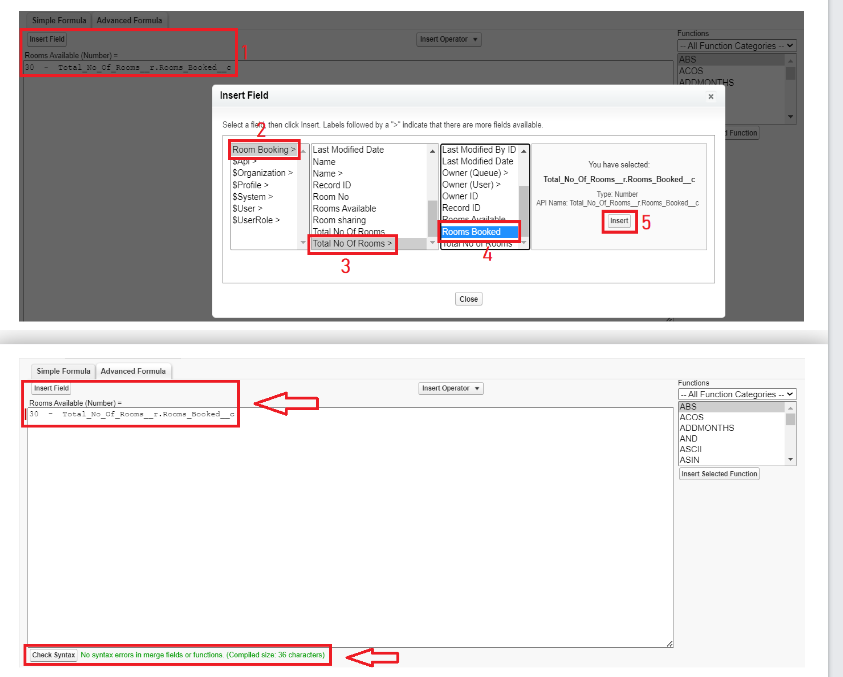 Simple Formula Advanced Formula
Insert Field
Insert Operator
Functions
-- All Function Categories --
Rooms Available (Number) =
1
30 - Total_No_Of_Rooms__c
ABS
ACOS
ADDMONTHS
Function
Insert Field
x
Select a field, then click Insert. Labels followed by a ">" indicate that there are more fields available.
2
Room Booking >
$Api >
$Organization >
$Profile >
$System >
$User >
$UserRole >
Last Modified Date
Name
Name >
Record ID
Room No
Rooms Available
Room sharing
Total No Of Rooms
Total No Of Rooms >
3
Last Modified By ID
Last Modified Date
Owner (Queue) >
Owner (User) >
Owner ID
Record ID
Rooms Available
Rooms Booked
Total No of Rooms
4
You have selected:
Total_No_Of_Rooms__r.Rooms_Booked__c
Type: Number
API Name: Total_No_Of_Rooms__r.Rooms_Booked__c
Insert
5
Close
Simple Formula Advanced Formula
Insert Field
Insert Operator
Rooms Available (Number) =
30 - Total_No_Of_Rooms__r.Rooms_Booked__c
Functions
-- All Function Categories --
ABS
ACOS
ADDMONTHS
AND
ASCII
ASIN
Insert Selected Function
Check Syntax No syntax errors in merge fields or functions. (Compiled size: 36 characters)